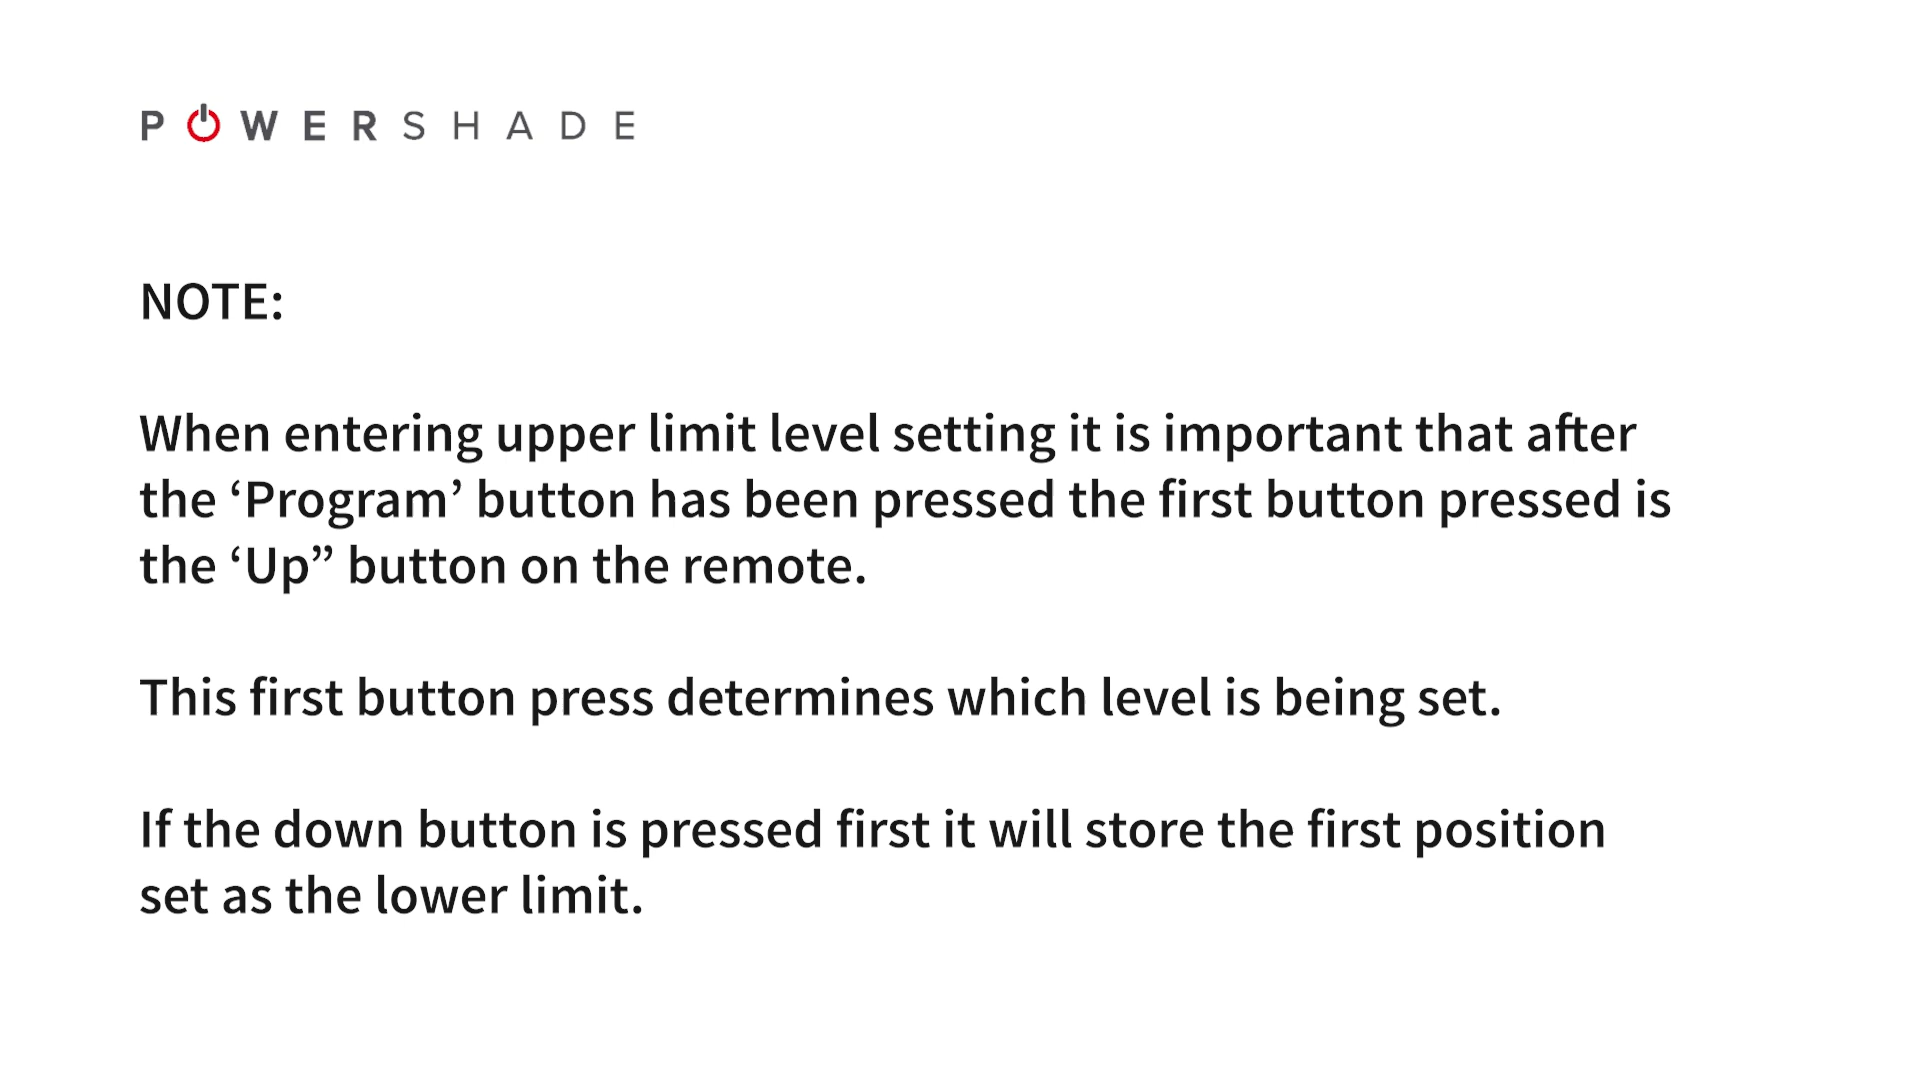 POWERSHADE
NOTE:
When entering upper limit level setting it is important that after
the ‘Program’ button has been pressed the first button pressed is
the ‘Up” button on the remote.
This first button press determines which level is being set.
If the down button is pressed first it will store the first position
set as the lower limit.